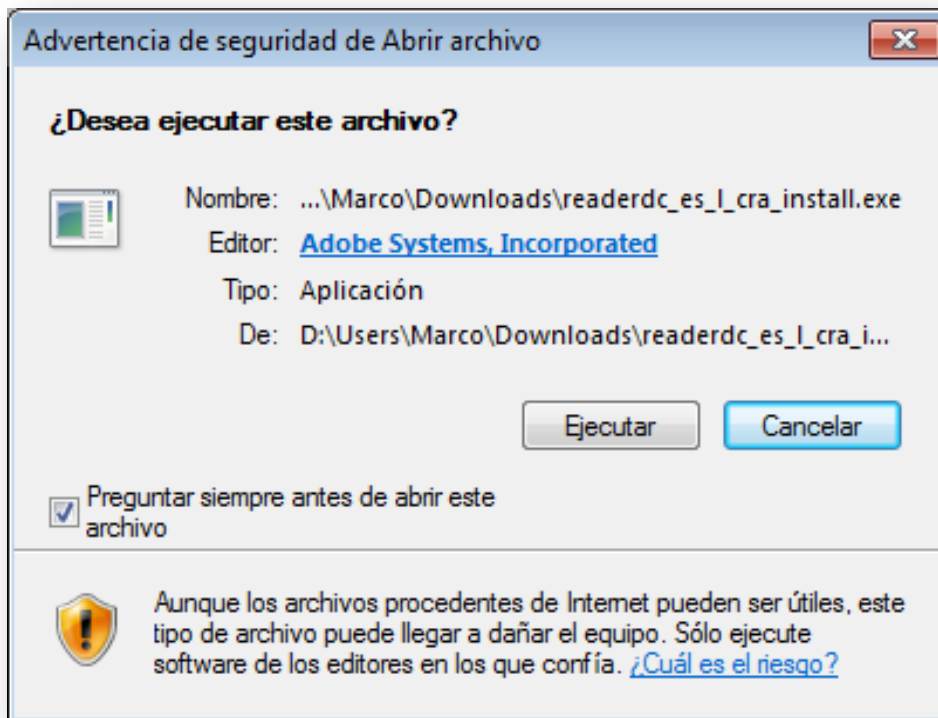 Advertencia de seguridad de Abrir archivo
¿Desea ejecutar este archivo?
Nombre: ...\Marco\Downloads\readerdc_es_l_cra_install.exe
Editor: Adobe Systems, Incorporated
Tipo: Aplicación
De: D:\Users\Marco\Downloads\readerdc_es_l_cra_i...
Ejecutar Cancelar
Preguntar siempre antes de abrir este
archivo
Aunque los archivos procedentes de Internet pueden ser útiles, este
tipo de archivo puede llegar a dañar el equipo. Sólo ejecute
software de los editores en los que confía. ¿Cuál es el riesgo?